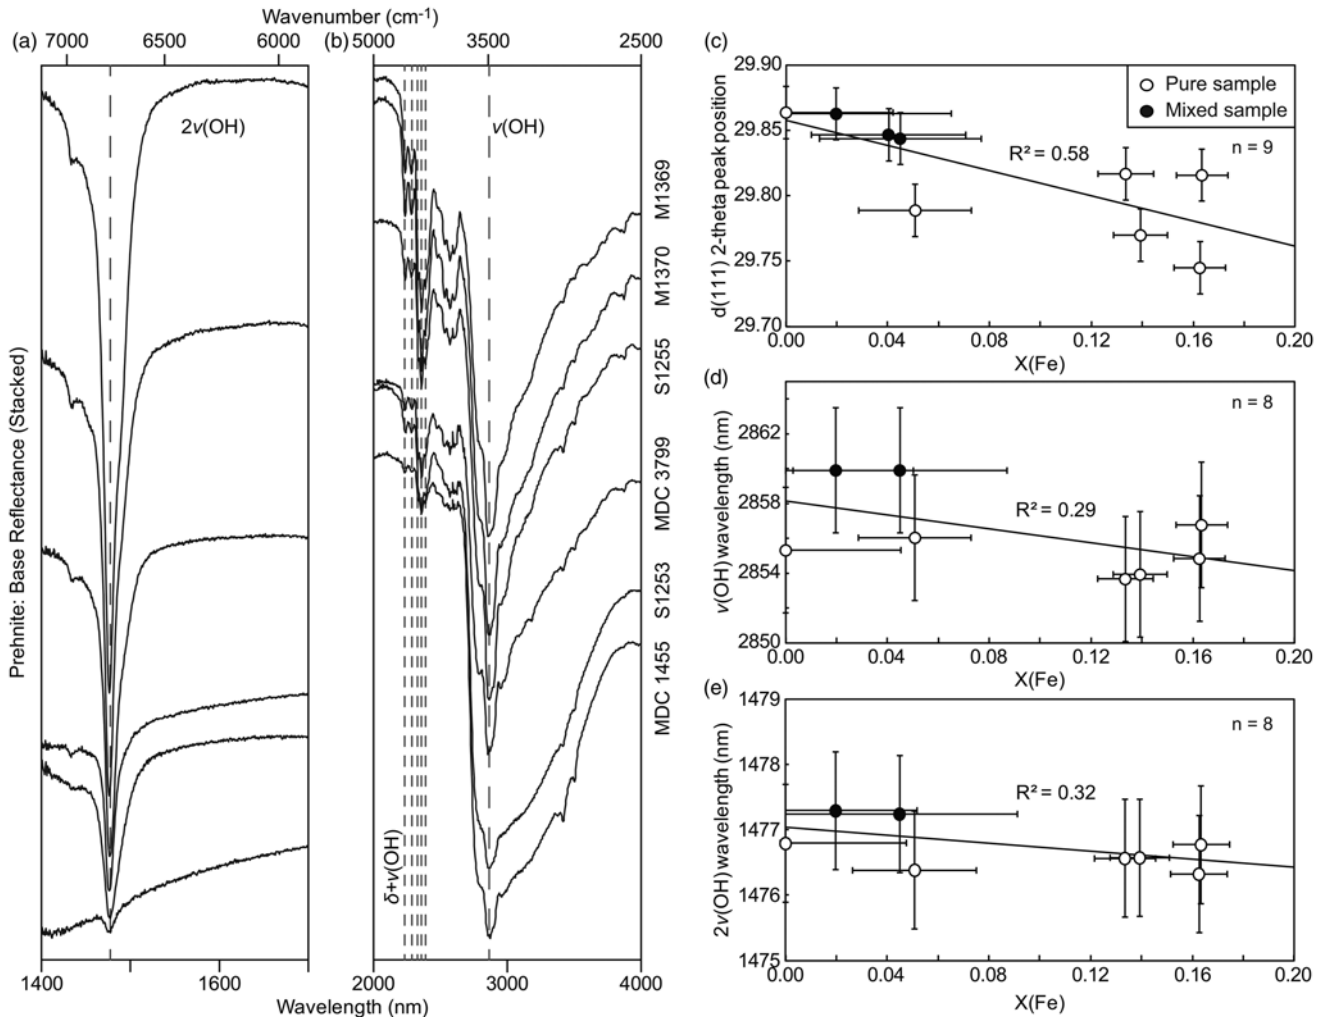 Wavenumber (cm-1)
(a) 7000 6500 6000 (b) 5000 3500 2500
2ν(OH)
ν(OH)
δ+ν(OH)
M1369
M1370
S1255
MDC 3799
S1253
MDC 1455
Prehnite: Base Reflectance (Stacked)
1400 1600 2000 3000 4000
Wavelength (nm) Wavelength (nm)
(c)
29.90
29.85
29.80
29.75
29.70
d(111) 2-theta peak position
Pure sample
Mixed sample
R² = 0.58
n = 9
0.00 0.04 0.08 0.12 0.16 0.20
X(Fe)
(d)
2862
2858
2854
2850
ν(OH) wavelength (nm)
R² = 0.29
n = 8
0.00 0.04 0.08 0.12 0.16 0.20
X(Fe)
(e)
1479
1478
1477
1476
1475
2ν(OH) wavelength (nm)
R² = 0.32
n = 8
0.00 0.04 0.08 0.12 0.16 0.20
X(Fe)